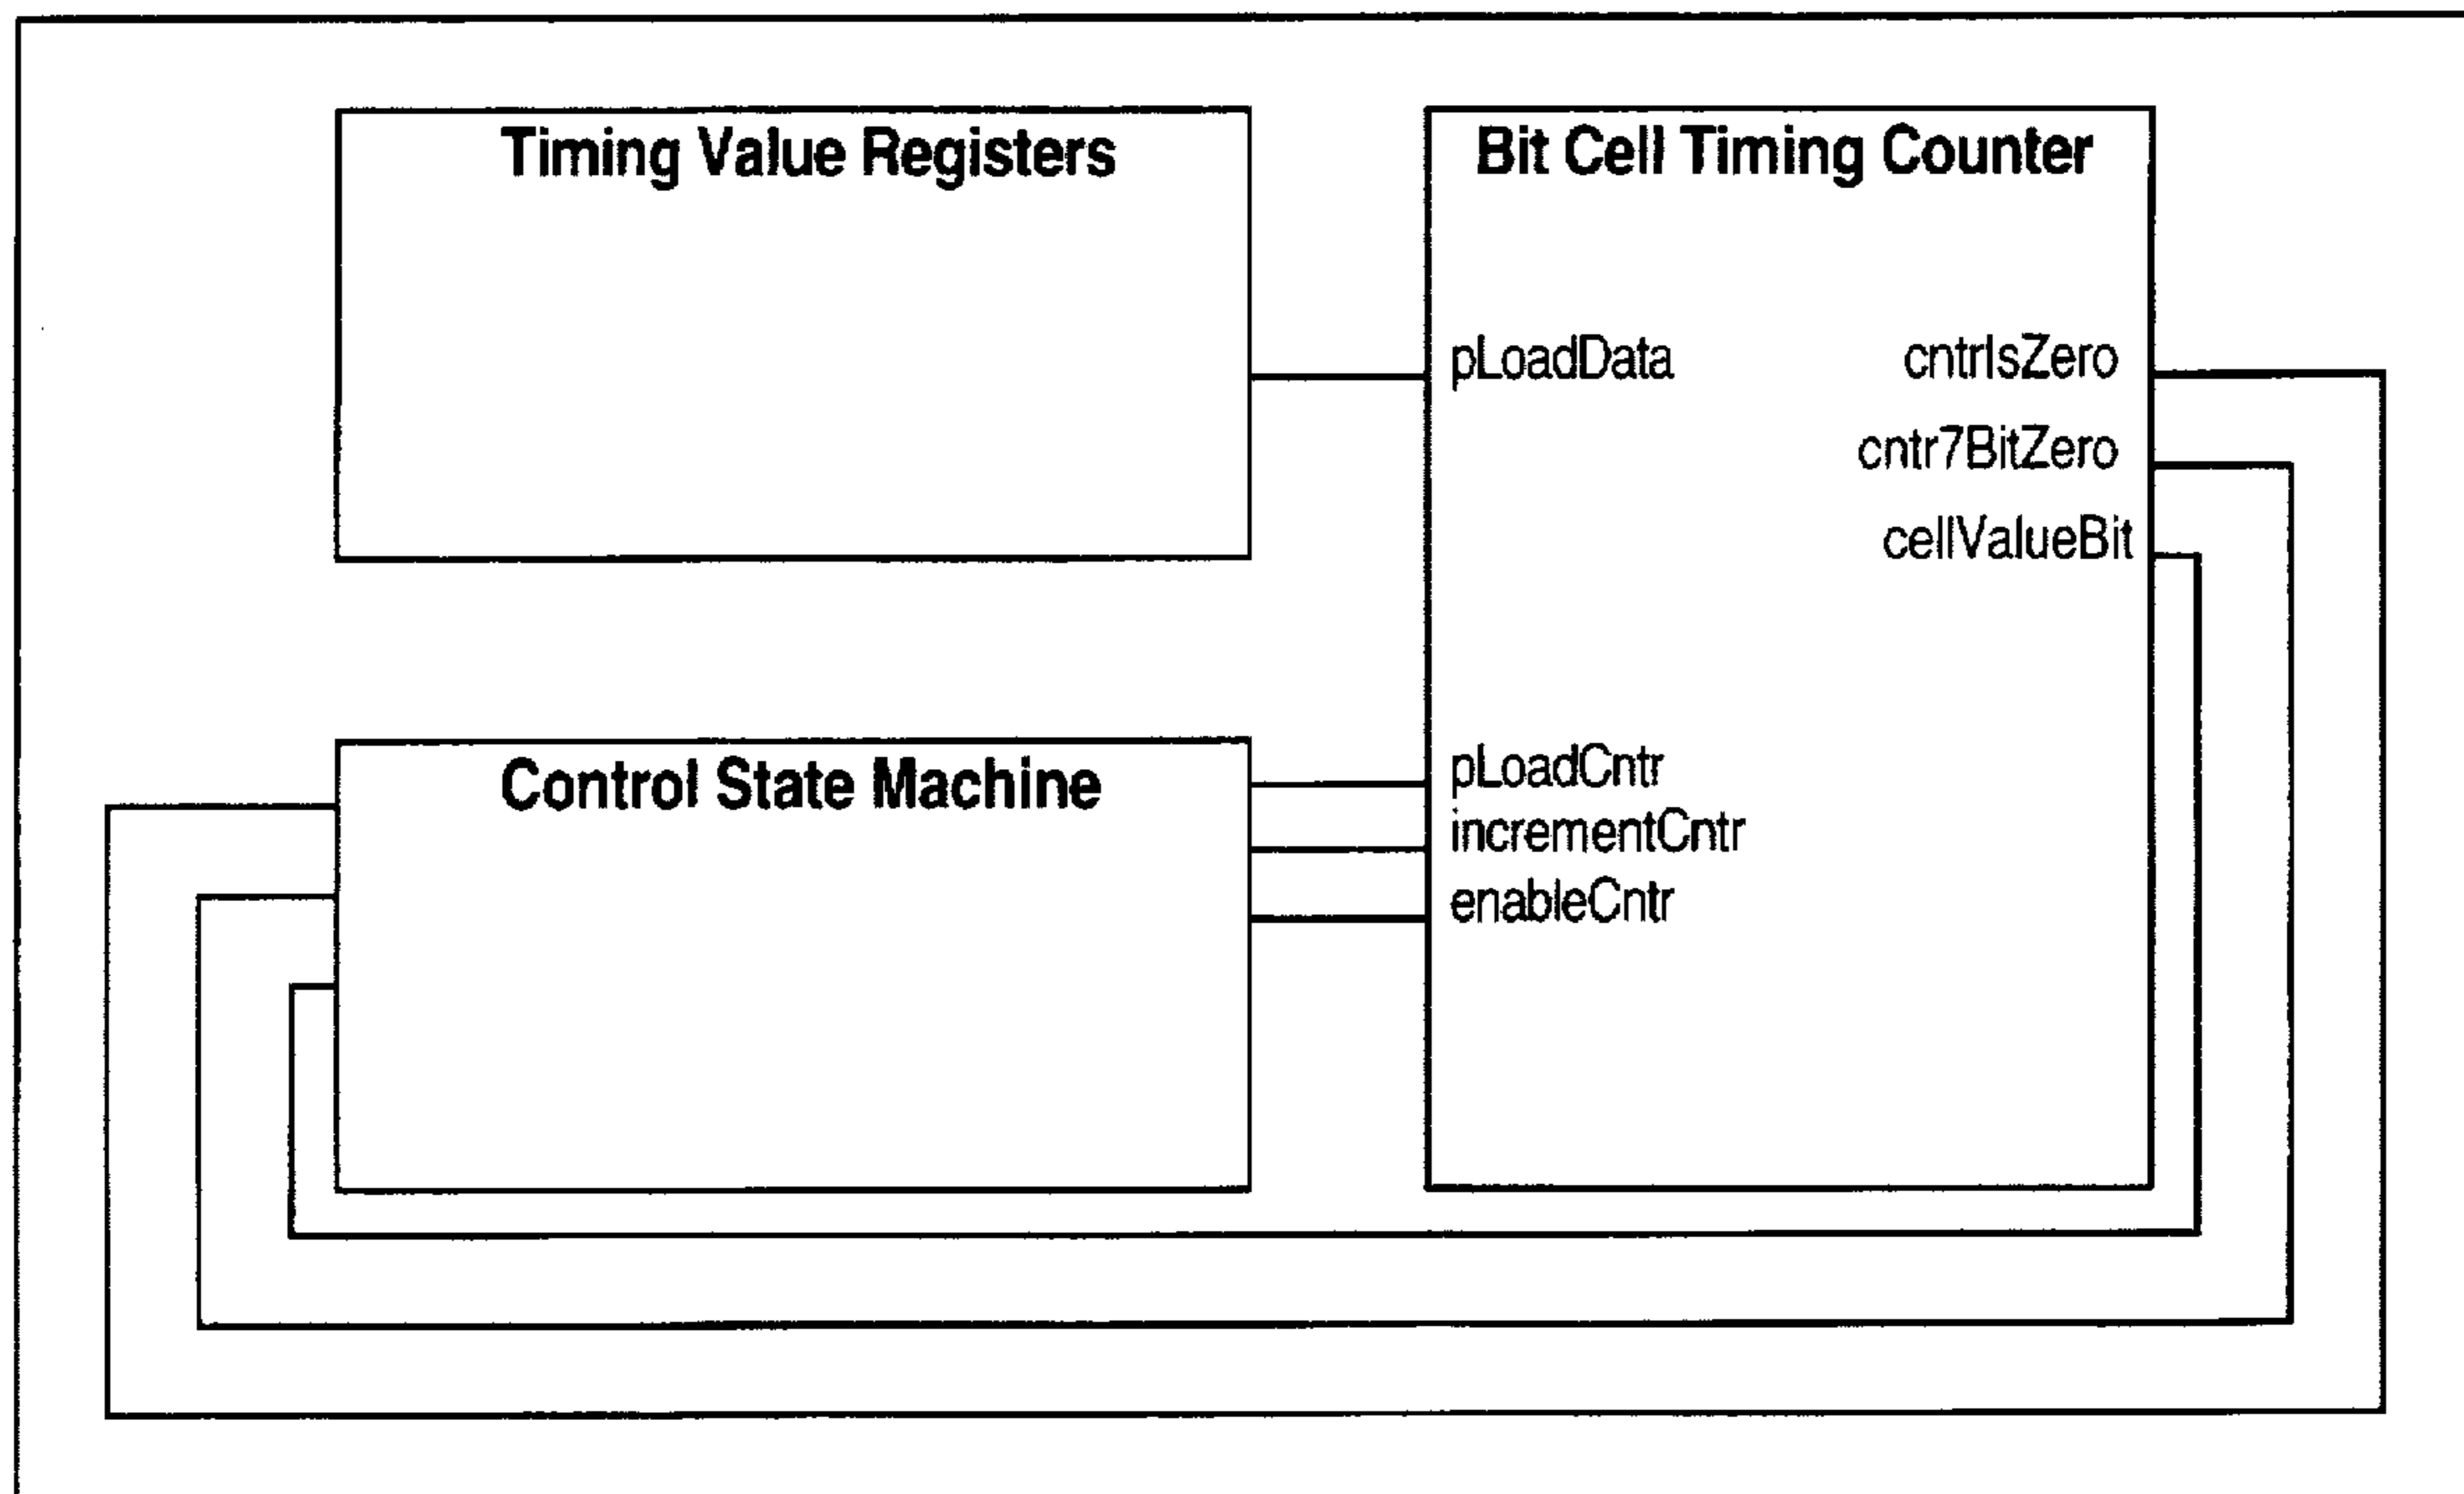 Timing Value Registers
Bit Cell Timing Counter
pLoadData
cntrIsZero
cntr7BitZero
cellValueBit
Control State Machine
pLoadCntr
incrementCntr
enableCntr